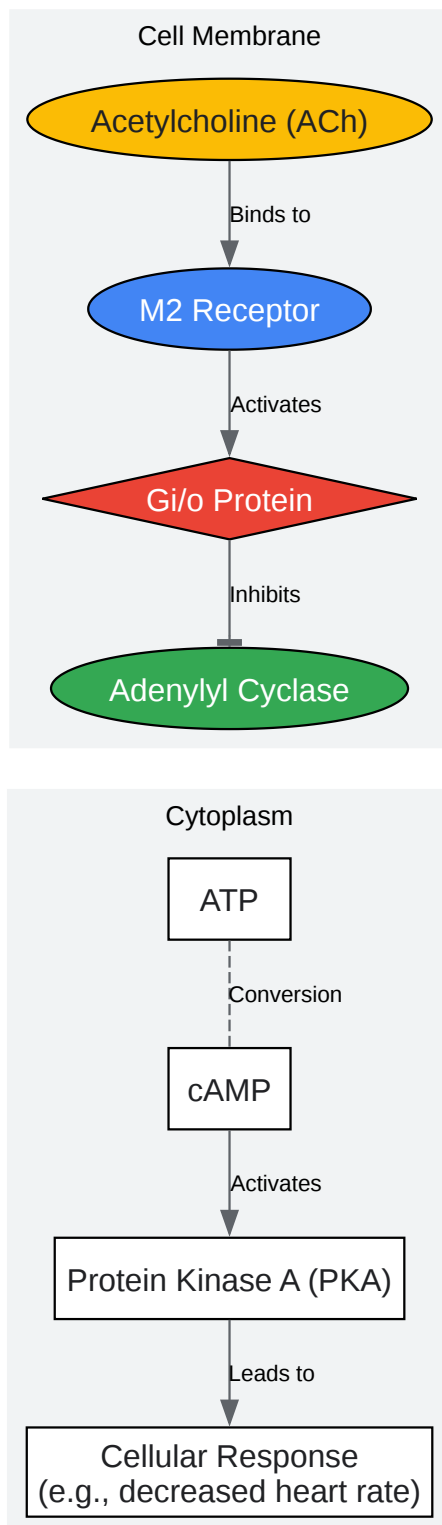 Cell Membrane
Acetylcholine (ACh)
Binds to
M2 Receptor
Activates
Gi/o Protein
Inhibits
Adenylyl Cyclase
Cytoplasm
ATP
Conversion
cAMP
Activates
Protein Kinase A (PKA)
Leads to
Cellular Response
(e.g., decreased heart rate)